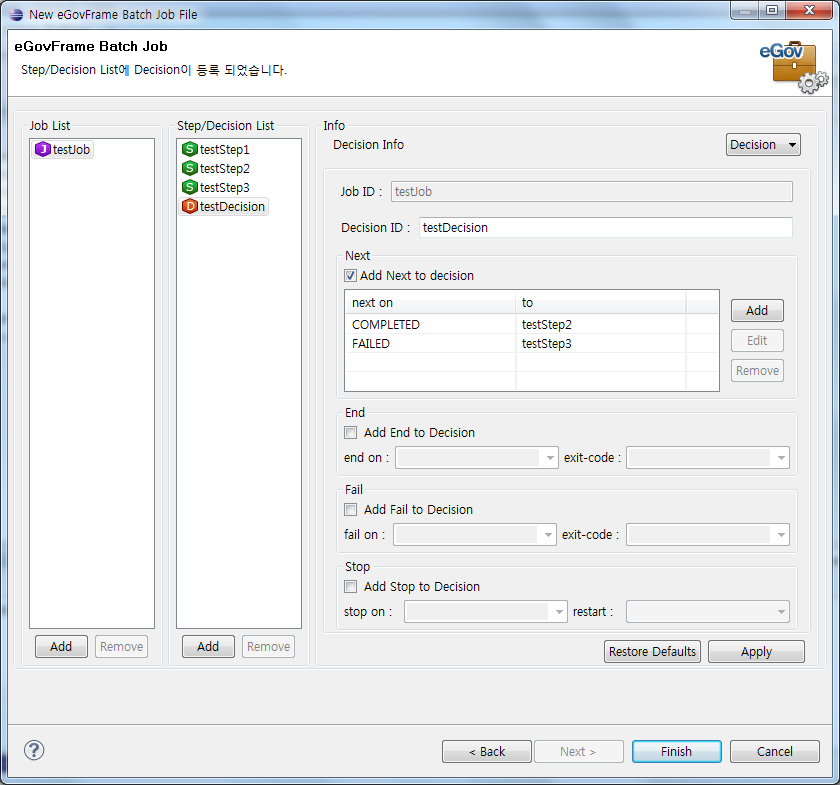 New eGovFrame Batch Job File
eGovFrame Batch Job
Step/Decision List에 Decision이 등록 되었습니다.
eGov
Job List
J testJob
Add
Remove
Step/Decision List
S testStep1
S testStep2
S testStep3
D testDecision
Add
Remove
Info
Decision Info
Decision
Job ID : testJob
Decision ID : testDecision
Next
Add Next to decision
next on to
COMPLETED testStep2
FAILED testStep3
Add
Edit
Remove
End
Add End to Decision
end on : exit-code :
Fail
Add Fail to Decision
fail on : exit-code :
Stop
Add Stop to Decision
stop on : restart :
Restore Defaults Apply
? < Back Next > Finish Cancel